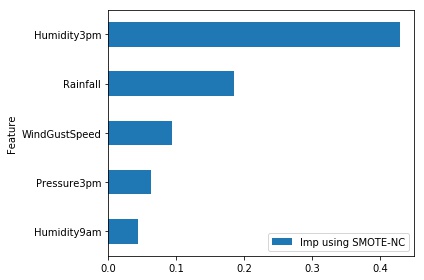 Humidity3pm
Rainfall
WindGustSpeed
Pressure3pm
Humidity9am
Feature
Imp using SMOTE-NC
0.0 0.1 0.2 0.3 0.4